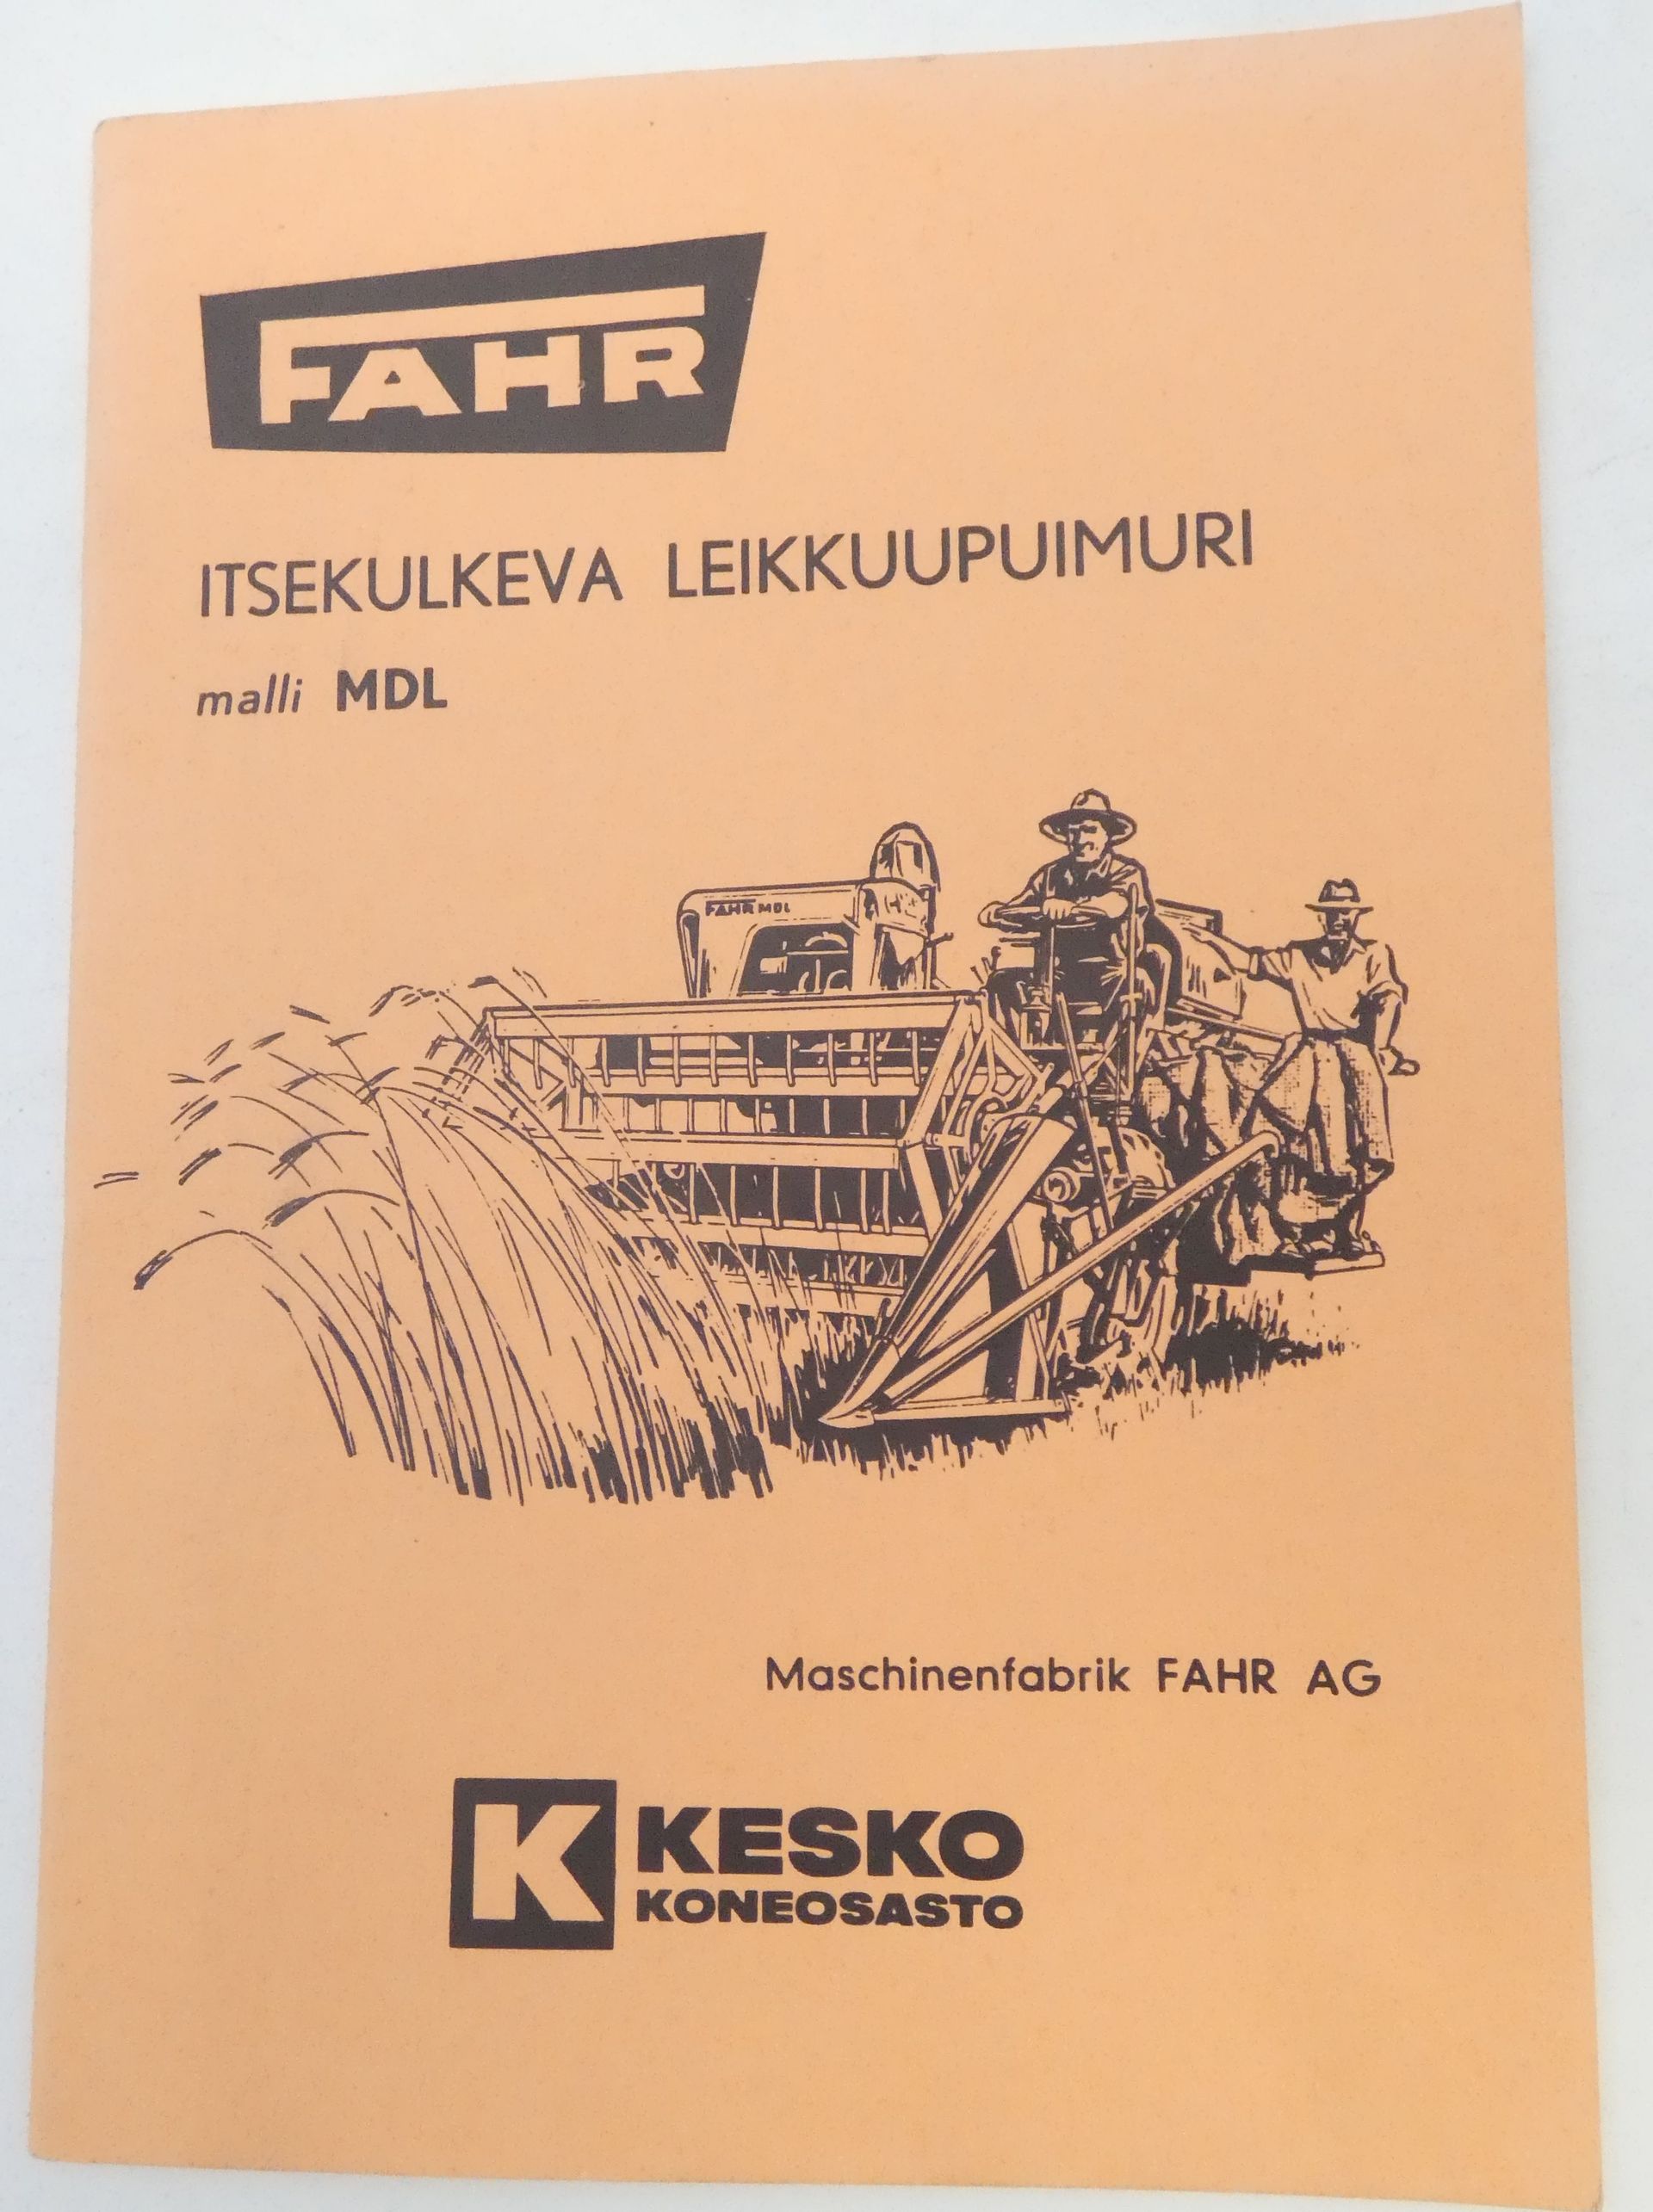 FAHR
ITSEKULKEVA LEIKKUUPUIMURI
malli MDL
FAHR MDL
Maschinenfabrik FAHR AG
K KESKO
KONEOSASTO